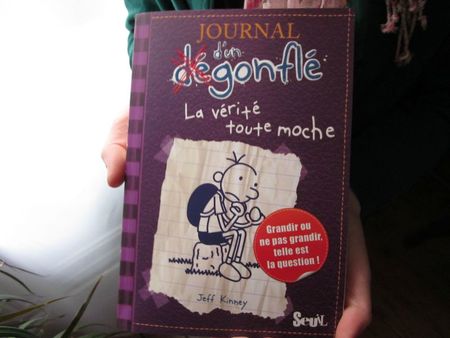 JOURNAL
d'un
dégonflé
La vérité
toute moche
Grandir ou
ne pas grandir,
telle est
la question !
Jeff Kinney
Seuil